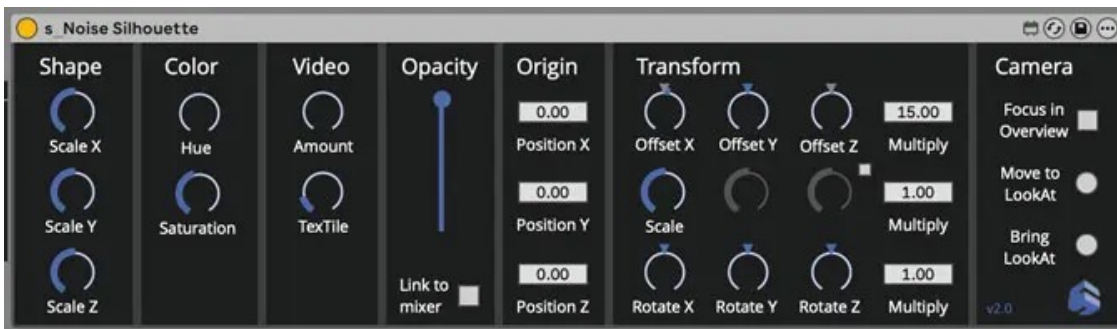 s_Noise Silhouette
Shape
Scale X
Scale Y
Scale Z
Color
Hue
Saturation
Video
Amount
TexTile
Opacity
Link to
mixer
Origin
0.00
Position X
0.00
Position Y
0.00
Position Z
Transform
Offset X Offset Y Offset Z
15.00
Multiply
Scale
1.00
Multiply
Rotate X Rotate Y Rotate Z
1.00
Multiply
Camera
Focus in
Overview
Move to
LookAt
Bring
LookAt
v2.0